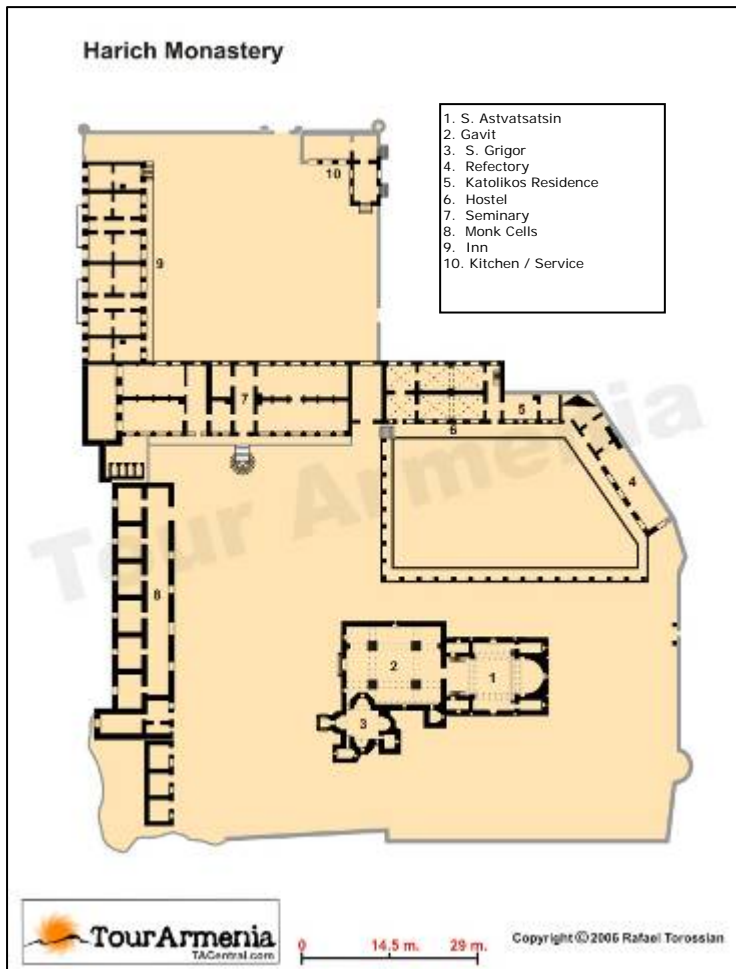 Harich Monastery
1. S. Astvatsatsin
2. Gavit
3. S. Grigor
4. Refectory
5. Katolikos Residence
6. Hostel
7. Seminary
8. Monk Cells
9. Inn
10. Kitchen / Service
10
9
7
5
6
4
8
2
1
3
Tour Armenia
TourArmenia
TACentral.com
0 14.5 m. 29 m.
Copyright © 2006 Rafael Torossian